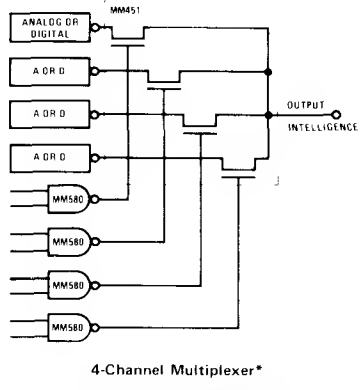 MM451
ANALOG OR
DIGITAL
A OR D
A OR D
A OR D
OUTPUT
INTELLIGENCE
MM580
MM580
MM580
MM580
4-Channel Multiplexer*